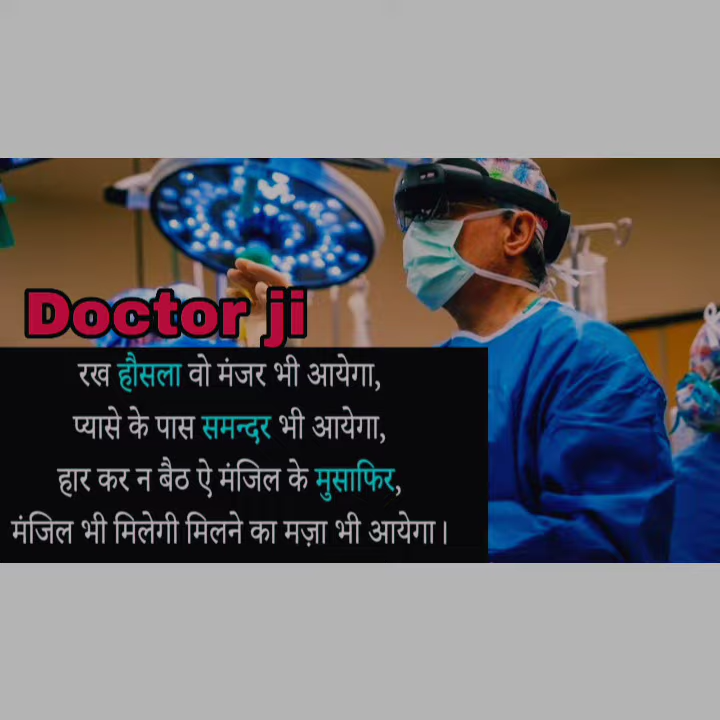 Doctor ji
रख हौसला वो मंजर भी आयेगा,
प्यासे के पास समन्दर भी आयेगा,
हार कर न बैठ ऐ मंजिल के मुसाफिर,
मंजिल भी मिलेगी मिलने का मज़ा भी आयेगा।